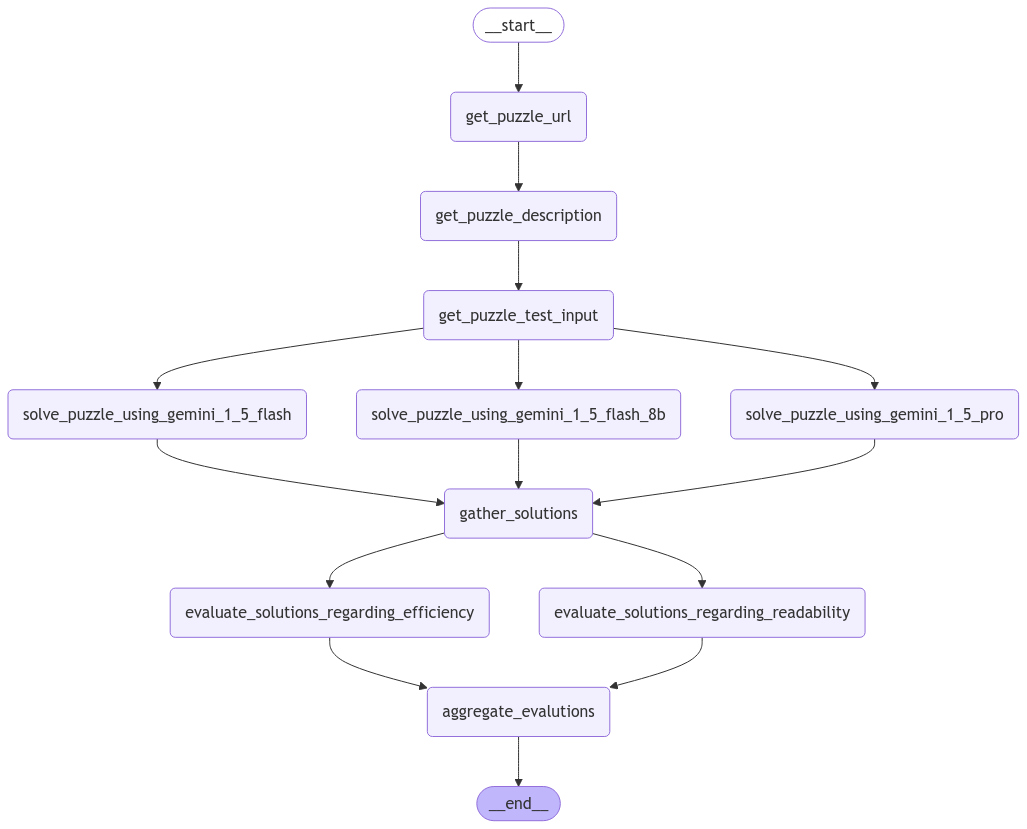 __start__
get_puzzle_url
get_puzzle_description
get_puzzle_test_input
solve_puzzle_using_gemini_1_5_flash
solve_puzzle_using_gemini_1_5_flash_8b
solve_puzzle_using_gemini_1_5_pro
gather_solutions
evaluate_solutions_regarding_efficiency
evaluate_solutions_regarding_readability
aggregate_evalutions
__end__